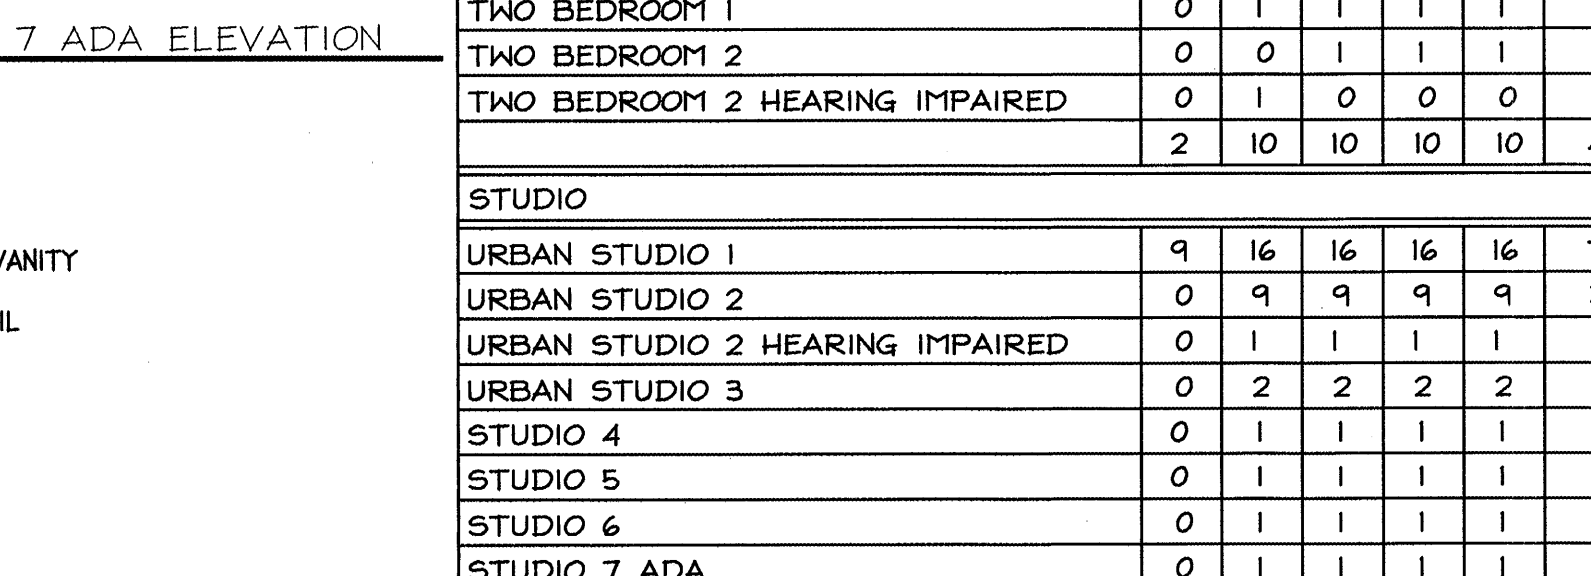 7 ADA ELEVATION
VANITY
IL
TWO BEDROOM 1 0 1 1 1 1
TWO BEDROOM 2 0 0 1 1 1
TWO BEDROOM 2 HEARING IMPAIRED 0 1 0 0 0
2 10 10 10 10
STUDIO
URBAN STUDIO 1 9 16 16 16 16
URBAN STUDIO 2 0 9 9 9 9
URBAN STUDIO 2 HEARING IMPAIRED 0 1 1 1 1
URBAN STUDIO 3 0 2 2 2 2
STUDIO 4 0 1 1 1 1
STUDIO 5 0 1 1 1 1
STUDIO 6 0 1 1 1 1
STUDIO 7 ADA 0 1 1 1 1